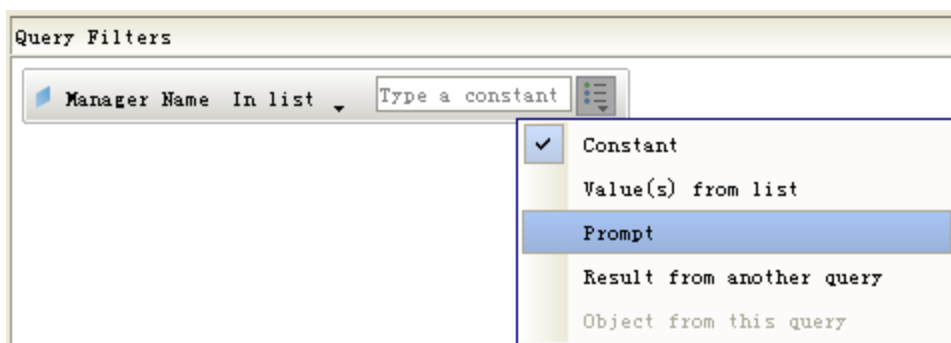 Query Filters
Manager Name In list Type a constant
Constant
Value(s) from list
Prompt
Result from another query
Object from this query